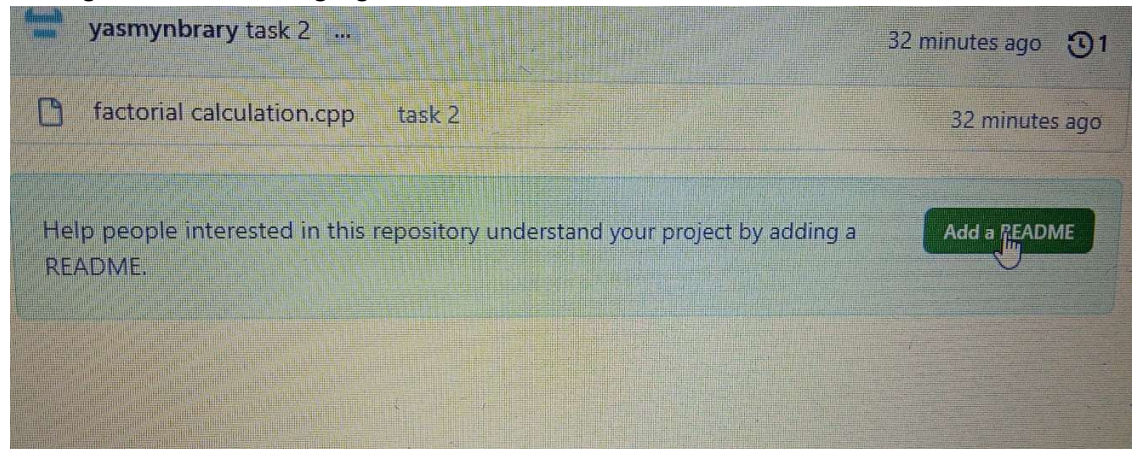 yasmynbrary task 2 ...
32 minutes ago 1
factorial calculation.cpp task 2
32 minutes ago
Help people interested in this repository understand your project by adding a
README.
Add a README